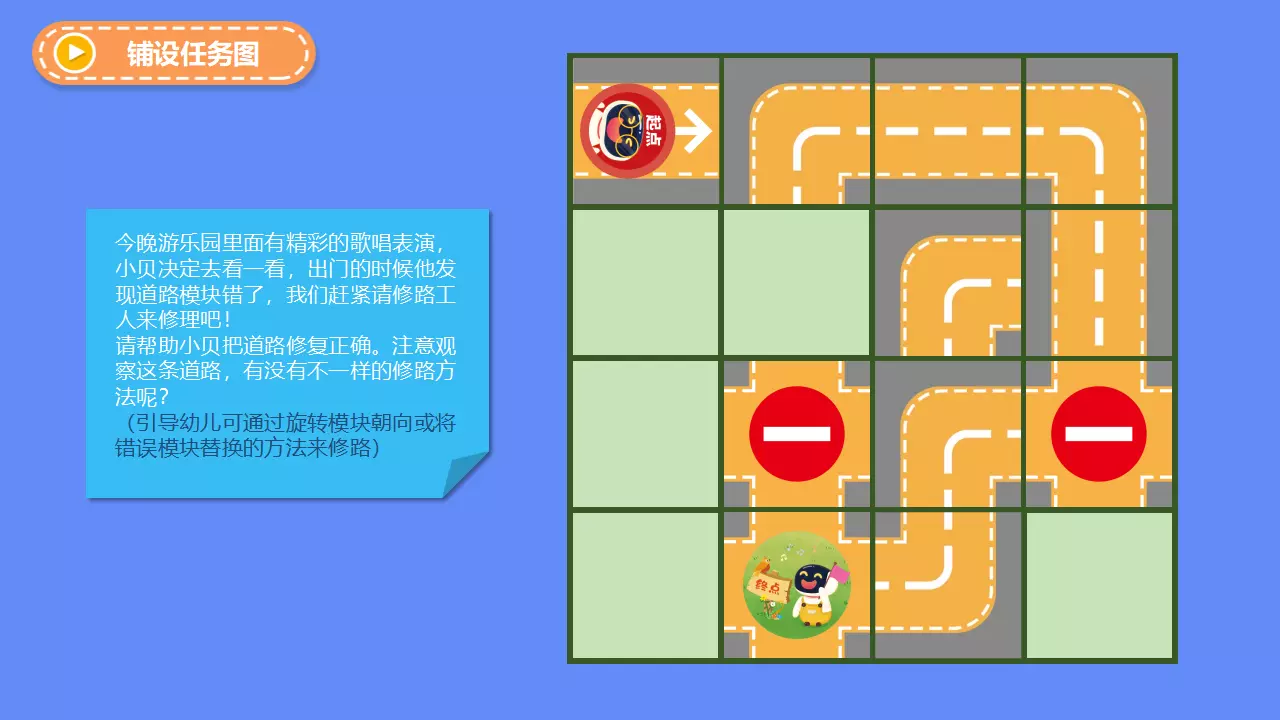 铺设任务图
起点
今晚游乐园里面有精彩的歌唱表演，
小贝决定去看一看，出门的时候他发
现道路模块错了，我们赶紧请修路工
人来修理吧！
请帮助小贝把道路修复正确。注意观
察这条道路，有没有不一样的修路方
法呢？
（引导幼儿可通过旋转模块朝向或将
错误模块替换的方法来修路）
终点